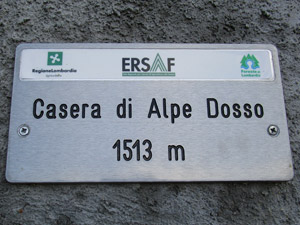 RegioneLombardia
ERSAF
Casera di Alpe Dosso
1513 m